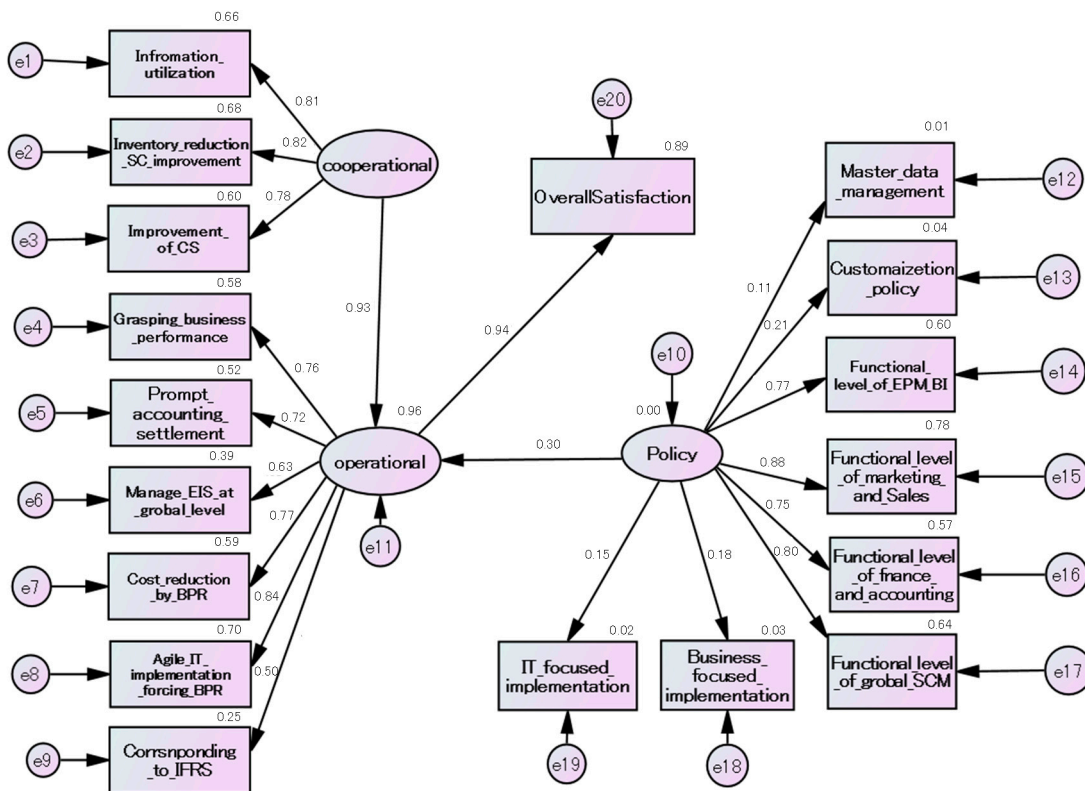 0.66
e1
Infromation_
utilization
0.81
0.68
e2
Inventory_reduction
_SC_improvement
0.82
cooperational
0.60
e3
Improvement_
of_CS
0.78
0.58
e4
Grasping_business
_performance
0.76
0.93
0.52
e5
Prompt_
accounting_
settlement
0.72
0.96
operational
0.39
e6
Manage_EIS_at
_grobal_level
0.63
e11
0.59
e7
Cost_reduction
_by_BPR
0.77
0.70
e8
Agile_IT_
implementation
_forcing_BPR
0.84
0.25
e9
Corrsnponding
_to_IFRS
0.50
e20
0.89
OverallSatisfaction
0.94
e10
0.00
Policy
0.30
0.01
Master_data
_management
e12
0.11
0.04
Customaizetion
_policy
e13
0.21
0.60
Functional_
level_of_EPM_BI
e14
0.77
0.78
Functional_level
_of_marketing_
and_Sales
e15
0.88
0.57
Functional_level
_of_fnance_
and_accounting
e16
0.75
0.64
Functional_level
_of_grobal_SCM
e17
0.80
0.15
0.02
IT_focused_
implementation
e19
0.18
0.03
Business_
focused_
implementation
e18